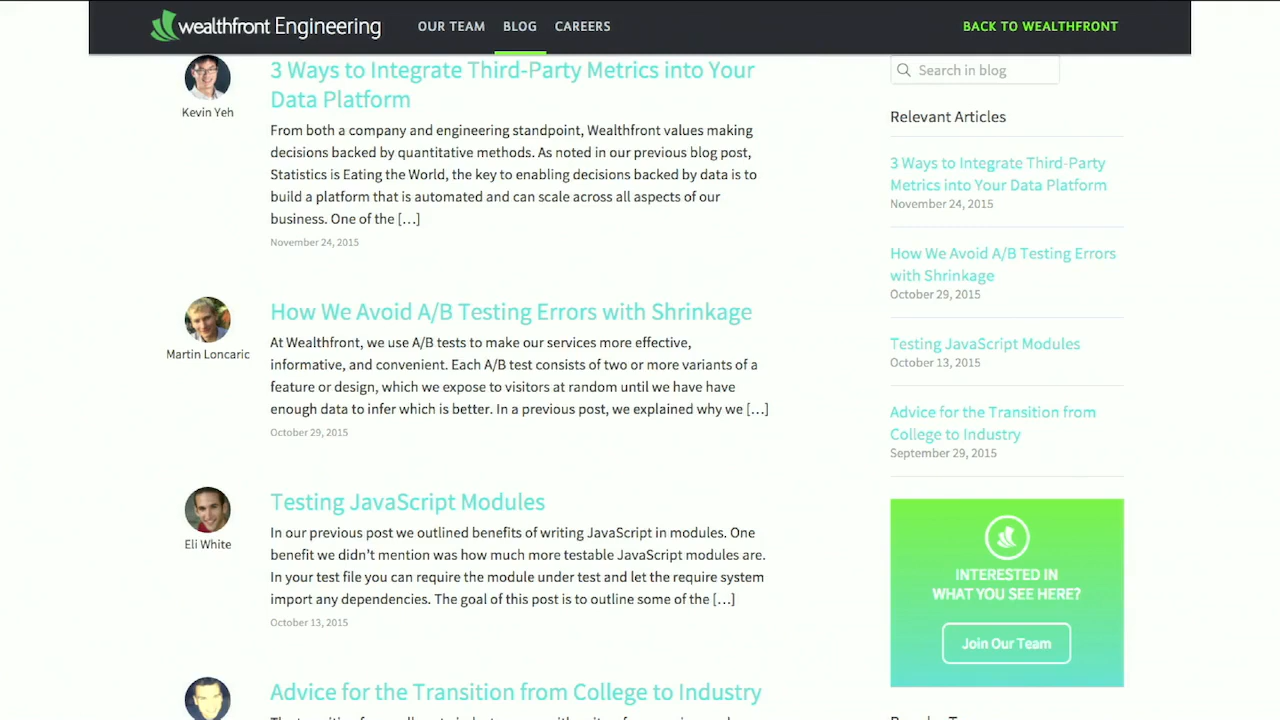 wealthfront Engineering
OUR TEAM
BLOG
CAREERS
BACK TO WEALTHFRONT
Kevin Yeh
3 Ways to Integrate Third-Party Metrics into Your
Data Platform
From both a company and engineering standpoint, Wealthfront values making
decisions backed by quantitative methods. As noted in our previous blog post,
Statistics is Eating the World, the key to enabling decisions backed by data is to
build a platform that is automated and can scale across all aspects of our
business. One of the […]
November 24, 2015
Martin Loncaric
How We Avoid A/B Testing Errors with Shrinkage
At Wealthfront, we use A/B tests to make our services more effective,
informative, and convenient. Each A/B test consists of two or more variants of a
feature or design, which we expose to visitors at random until we have have
enough data to infer which is better. In a previous post, we explained why we […]
October 29, 2015
Eli White
Testing JavaScript Modules
In our previous post we outlined benefits of writing JavaScript in modules. One
benefit we didn’t mention was how much more testable JavaScript modules are.
In your test file you can require the module under test and let the require system
import any dependencies. The goal of this post is to outline some of the […]
October 13, 2015
Advice for the Transition from College to Industry
Search in blog
Relevant Articles
3 Ways to Integrate Third-Party
Metrics into Your Data Platform
November 24, 2015
How We Avoid A/B Testing Errors
with Shrinkage
October 29, 2015
Testing JavaScript Modules
October 13, 2015
Advice for the Transition from
College to Industry
September 29, 2015
INTERESTED IN
WHAT YOU SEE HERE?
Join Our Team